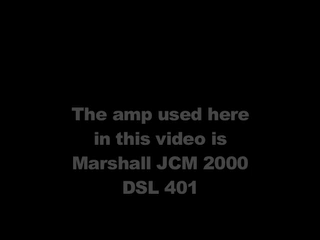 The amp used here
in this video is
Marshall JCM 2000
DSL 401